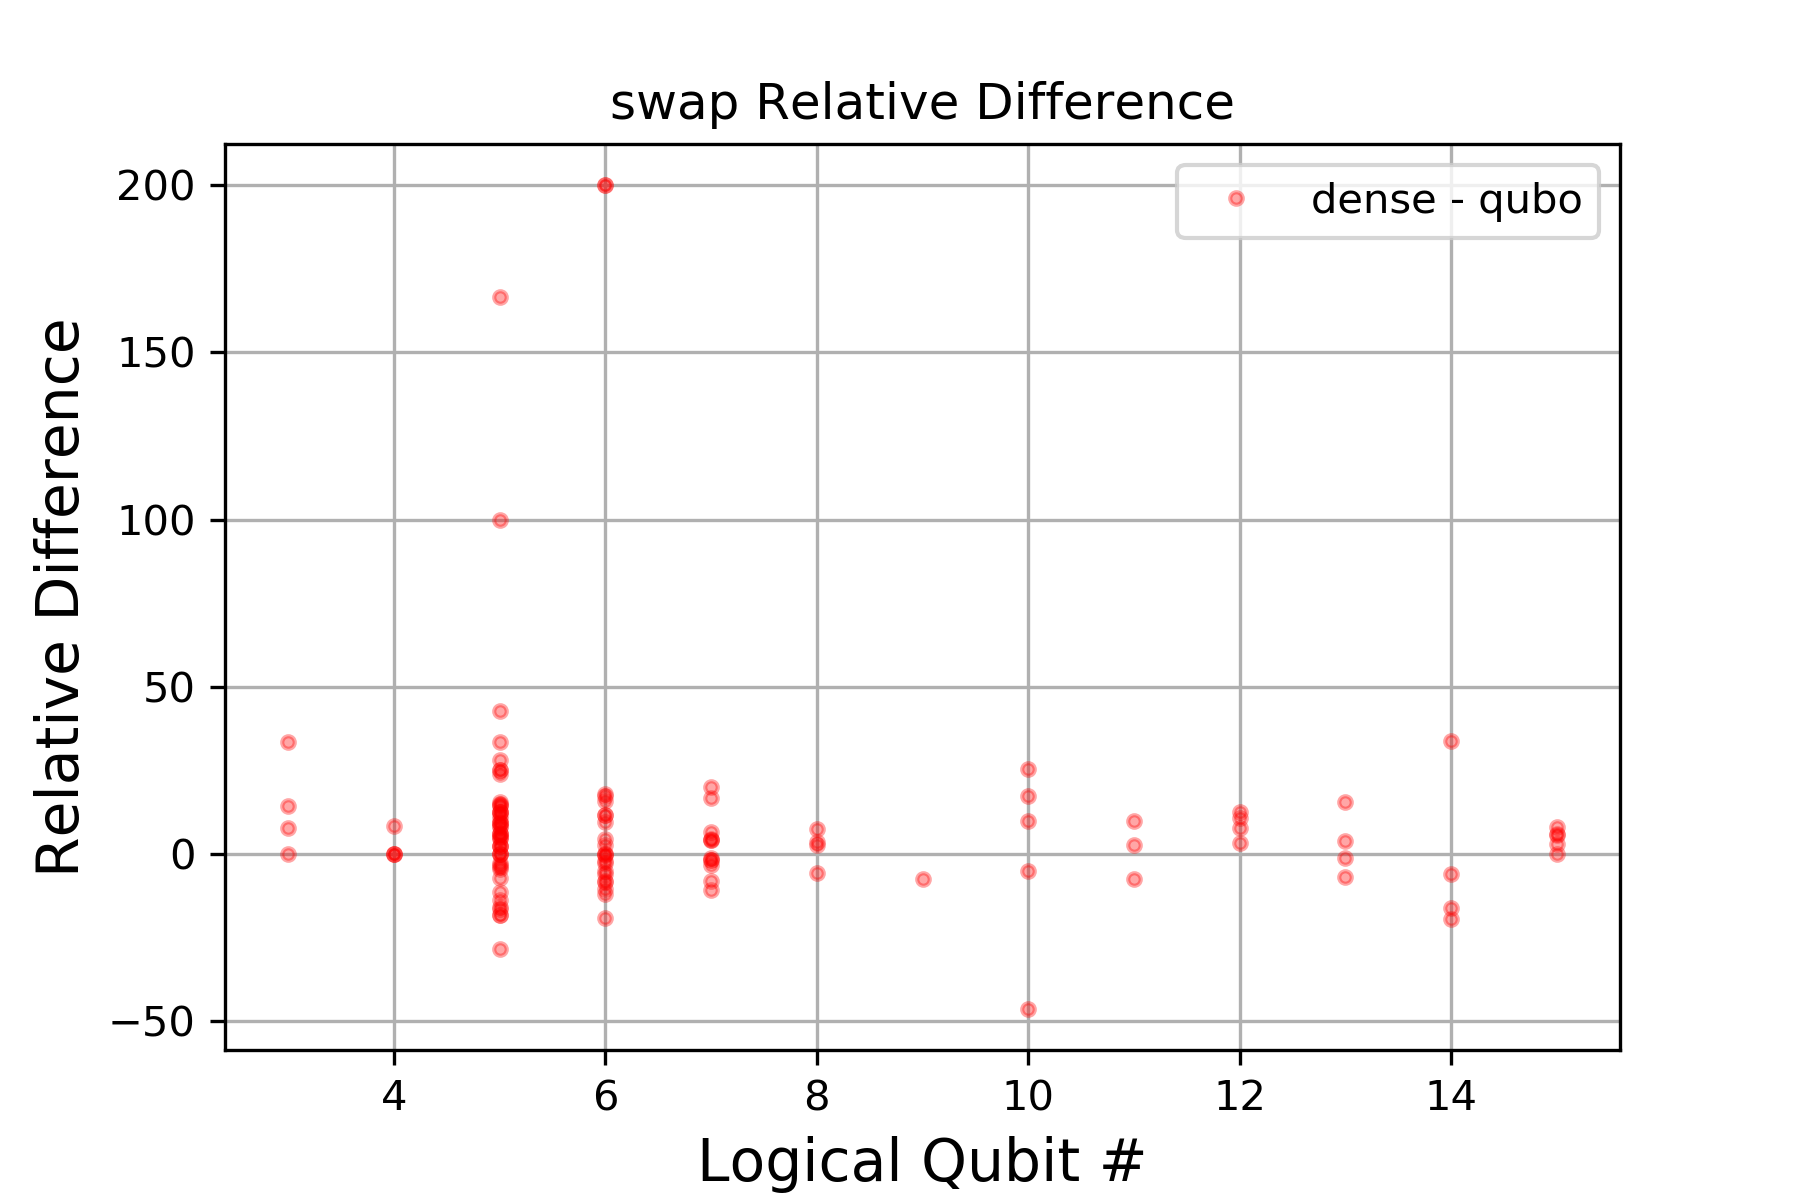 swap Relative Difference
dense - qubo
Relative Difference
200
150
100
50
0
−50
4 6 8 10 12 14
Logical Qubit #